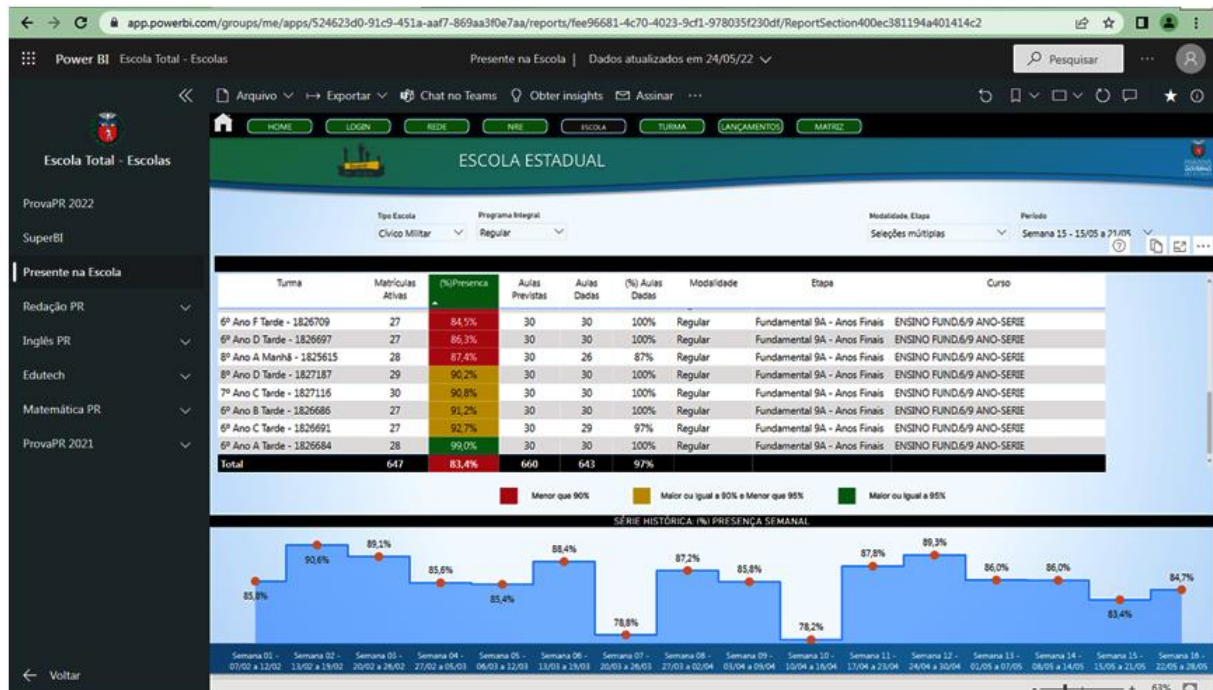 app.powerbi.com/groups/me/apps/524623d0-91c9-451a-aaf7-869aa3f0e7aa/reports/fee96681-4c70-4023-9cf1-978035f230df/ReportSection400ec381194a401414c2
Power BI Escola Total - Escolas
Presente na Escola | Dados atualizados em 24/05/22
Pesquisar
Arquivo Exportar Chat no Teams Obter insights Assinar
Escola Total - Escolas
ProvaPR 2022
SuperBI
Presente na Escola
Redação PR
Inglês PR
Edutech
Matemática PR
ProvaPR 2021
Voltar
HOME LOGIN REDE NRE ESCOLA TURMA LANÇAMENTOS MATRIZ
ESCOLA ESTADUAL
Tipo Escola Programa Integral Modalidade, Etapa Período
Cívico Militar Regular Seleções múltiplas Semana 15 - 15/05 a 21/05
Turma Matrículas Ativas (%)Presenca Aulas Previstas Aulas Dadas (%) Aulas Dadas Modalidade Etapa Curso
6º Ano F Tarde - 1826709 27 84,5% 30 30 100% Regular Fundamental 9A - Anos Finais ENSINO FUND.6/9 ANO-SERIE
6º Ano D Tarde - 1826697 27 86,3% 30 30 100% Regular Fundamental 9A - Anos Finais ENSINO FUND.6/9 ANO-SERIE
8º Ano A Manhã - 1825615 28 87,4% 30 26 87% Regular Fundamental 9A - Anos Finais ENSINO FUND.6/9 ANO-SERIE
8º Ano D Tarde - 1827187 29 90,2% 30 30 100% Regular Fundamental 9A - Anos Finais ENSINO FUND.6/9 ANO-SERIE
7º Ano C Tarde - 1827116 30 90,8% 30 30 100% Regular Fundamental 9A - Anos Finais ENSINO FUND.6/9 ANO-SERIE
6º Ano B Tarde - 1826686 27 91,2% 30 30 100% Regular Fundamental 9A - Anos Finais ENSINO FUND.6/9 ANO-SERIE
6º Ano C Tarde - 1826691 27 92,7% 30 29 97% Regular Fundamental 9A - Anos Finais ENSINO FUND.6/9 ANO-SERIE
6º Ano A Tarde - 1826684 28 99,0% 30 30 100% Regular Fundamental 9A - Anos Finais ENSINO FUND.6/9 ANO-SERIE
Total 647 83,4% 660 643 97%
Menor que 90% Maior ou Igual a 90% e Menor que 95% Maior ou Igual a 95%
SÉRIE HISTÓRICA: (%) PRESENÇA SEMANAL
85,8% 90,6% 89,1% 85,6% 85,4% 88,4% 78,8% 87,2% 85,8% 78,2% 87,8% 89,3% 86,0% 86,0% 83,4% 84,7%
Semana 01 - Semana 02 - Semana 03 - Semana 04 - Semana 05 - Semana 06 - Semana 07 - Semana 08 - Semana 09 - Semana 10 - Semana 11 - Semana 12 - Semana 13 - Semana 14 - Semana 15 - Semana 16 -
07/02 a 12/02 13/02 a 19/02 20/02 a 26/02 27/02 a 05/03 06/03 a 12/03 13/03 a 19/03 20/03 a 26/03 27/03 a 02/04 03/04 a 09/04 10/04 a 16/04 17/04 a 23/04 24/04 a 30/04 01/05 a 07/05 08/05 a 14/05 15/05 a 21/05 22/05 a 28/05
63%